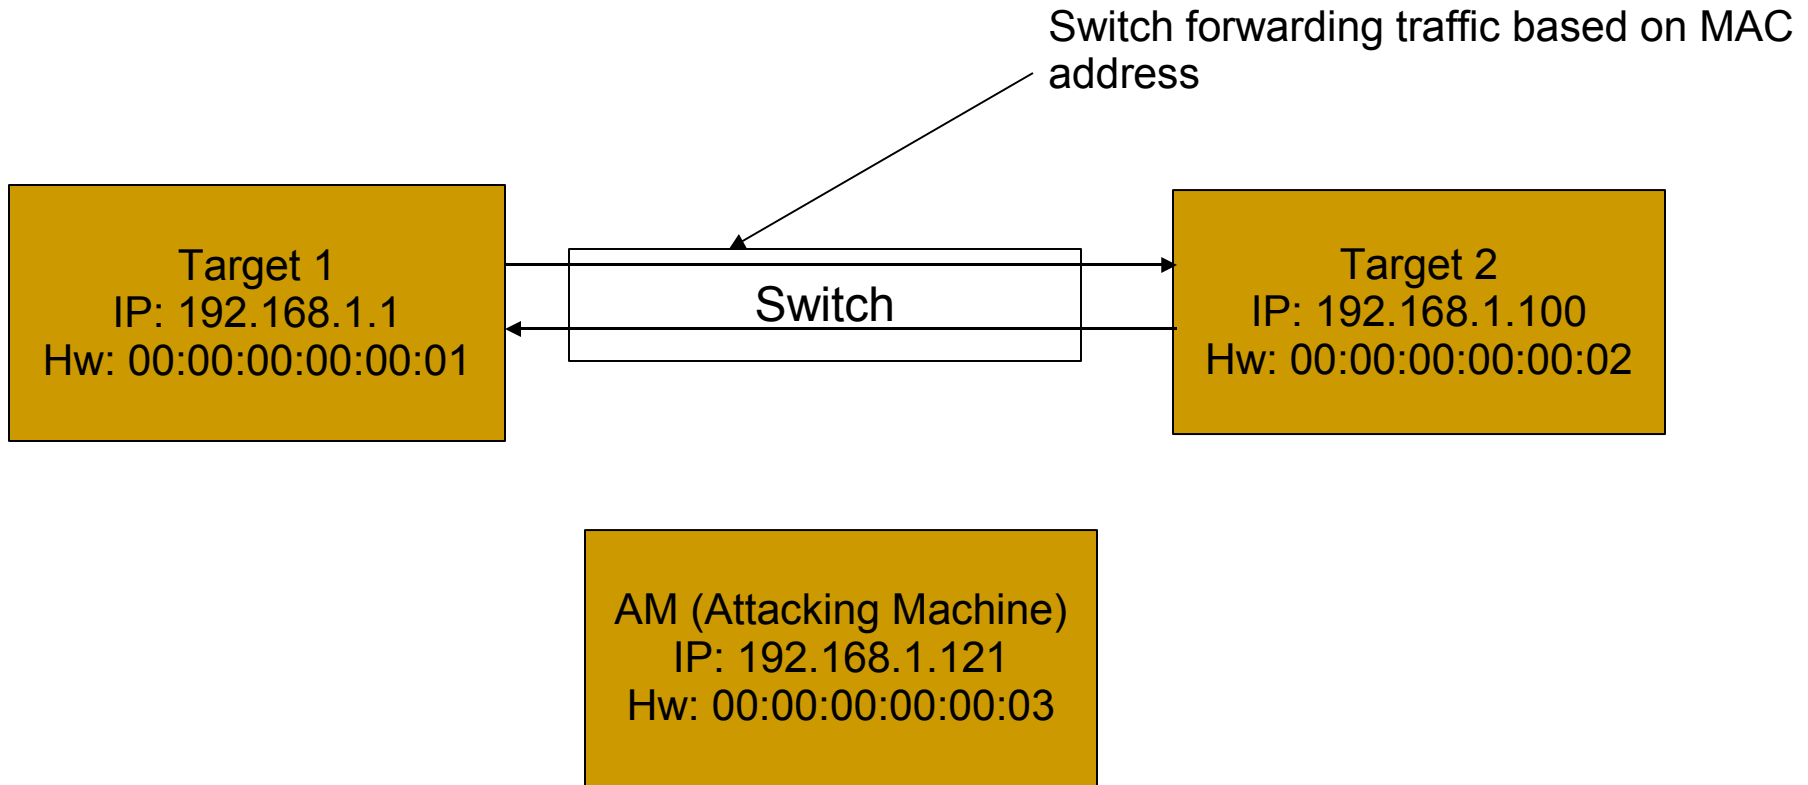 Switch forwarding traffic based on MAC
address
Target 1
IP: 192.168.1.1
Hw: 00:00:00:00:00:01
Switch
Target 2
IP: 192.168.1.100
Hw: 00:00:00:00:00:02
AM (Attacking Machine)
IP: 192.168.1.121
Hw: 00:00:00:00:00:03